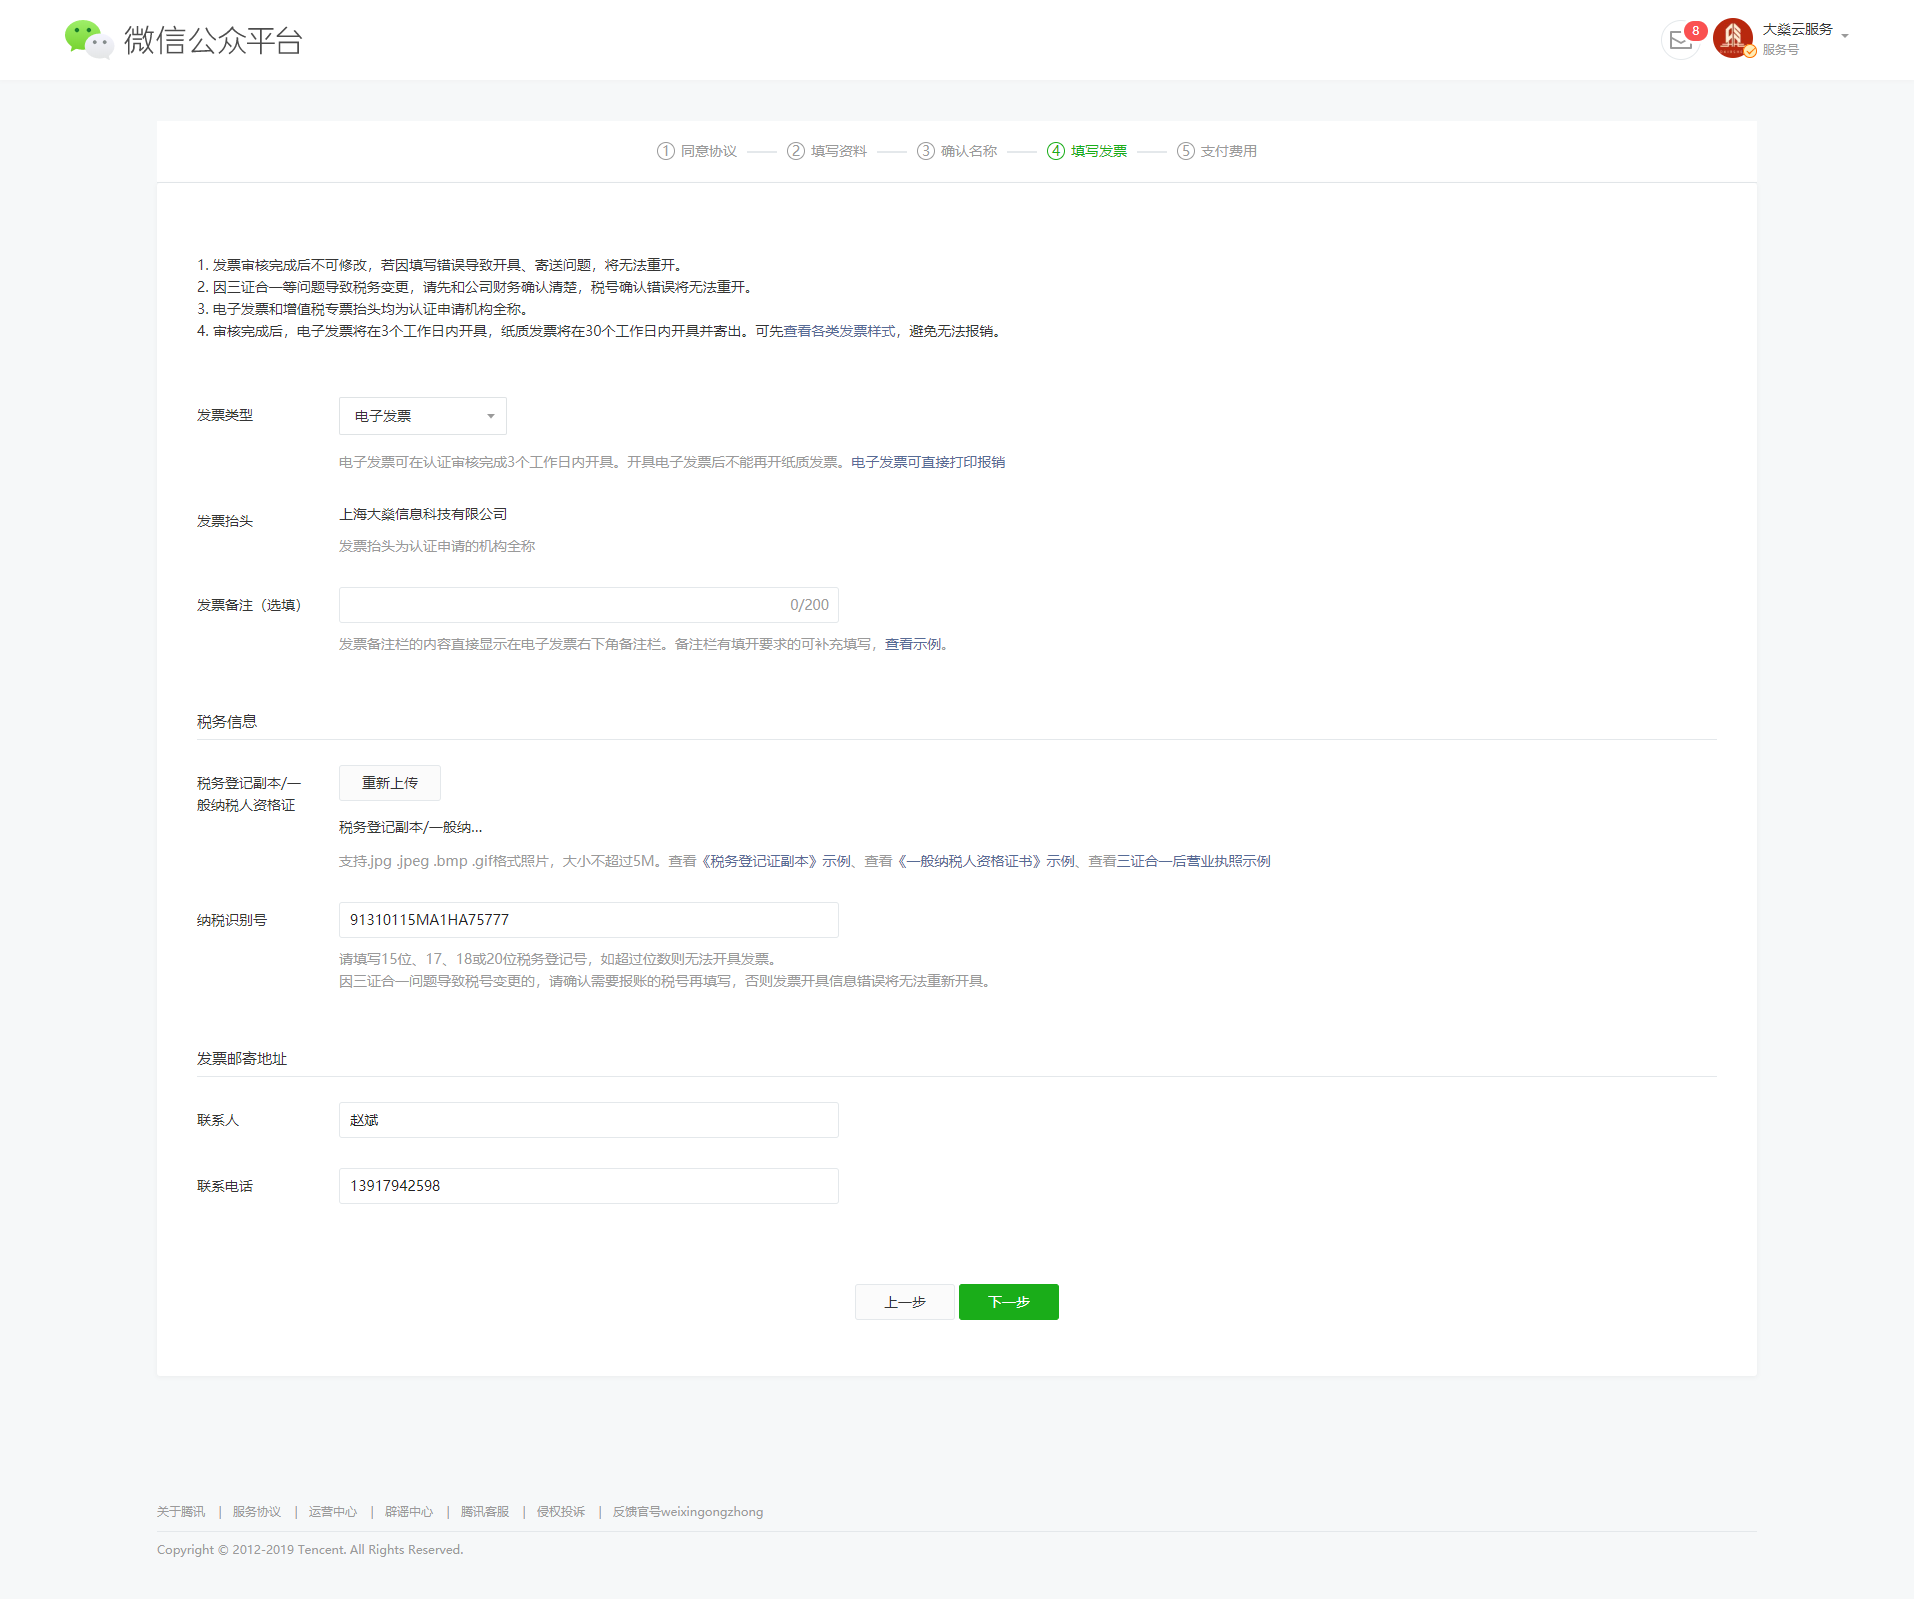 微信公众平台
8
大燊云服务
服务号
1 同意协议
2 填写资料
3 确认名称
4 填写发票
5 支付费用
1. 发票审核完成后不可修改，若因填写错误导致开具、寄送问题，将无法重开。
2. 因三证合一等问题导致税务变更，请先和公司财务确认清楚，税号确认错误将无法重开。
3. 电子发票和增值税专票抬头均为认证申请机构全称。
4. 审核完成后，电子发票将在3个工作日内开具，纸质发票将在30个工作日内开具并寄出。可先查看各类发票样式，避免无法报销。
发票类型
电子发票
电子发票可在认证审核完成3个工作日内开具。开具电子发票后不能再开纸质发票。电子发票可直接打印报销
发票抬头
上海大燊信息科技有限公司
发票抬头为认证申请的机构全称
发票备注（选填）
0/200
发票备注栏的内容直接显示在电子发票右下角备注栏。备注栏有填开要求的可补充填写，查看示例。
税务信息
税务登记副本/一
般纳税人资格证
重新上传
税务登记副本/一般纳...
支持.jpg .jpeg .bmp .gif格式照片，大小不超过5M。查看《税务登记证副本》示例、查看《一般纳税人资格证书》示例、查看三证合一后营业执照示例
纳税识别号
91310115MA1HA75777
请填写15位、17、18或20位税务登记号，如超过位数则无法开具发票。
因三证合一问题导致税号变更的，请确认需要报账的税号再填写，否则发票开具信息错误将无法重新开具。
发票邮寄地址
联系人
赵斌
联系电话
13917942598
上一步
下一步
关于腾讯 | 服务协议 | 运营中心 | 辟谣中心 | 腾讯客服 | 侵权投诉 | 反馈官号weixingongzhong
Copyright © 2012-2019 Tencent. All Rights Reserved.